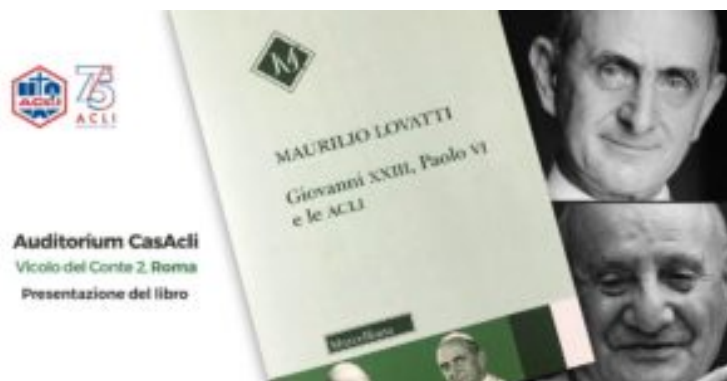 ACLI
75
ACLI
Auditorium CasAcli
Vicolo del Conte 2, Roma
Presentazione del libro
M
MAURILIO LOVATTI
Giovanni XXIII, Paolo VI
e le ACLI
Morcelliana